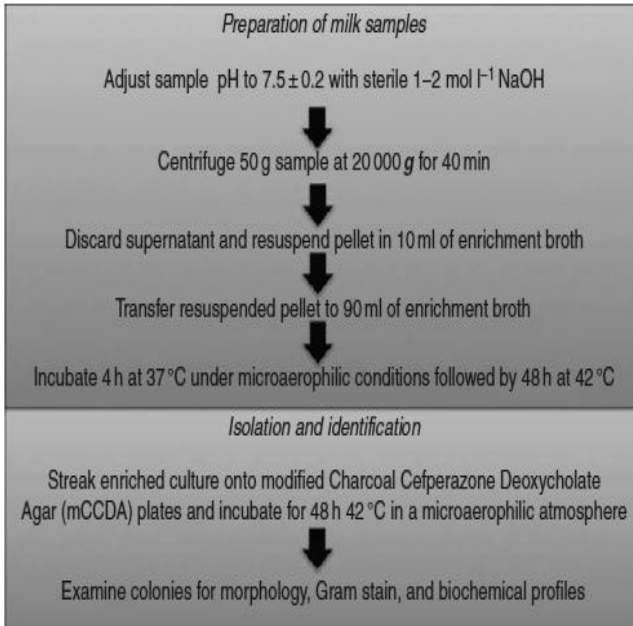 Preparation of milk samples
Adjust sample pH to 7.5 ± 0.2 with sterile 1–2 mol l⁻¹ NaOH
Centrifuge 50 g sample at 20 000 g for 40 min
Discard supernatant and resuspend pellet in 10 ml of enrichment broth
Transfer resuspended pellet to 90 ml of enrichment broth
Incubate 4 h at 37 °C under microaerophilic conditions followed by 48 h at 42 °C
Isolation and identification
Streak enriched culture onto modified Charcoal Cefperazone Deoxycholate
Agar (mCCDA) plates and incubate for 48 h 42 °C in a microaerophilic atmosphere
Examine colonies for morphology, Gram stain, and biochemical profiles